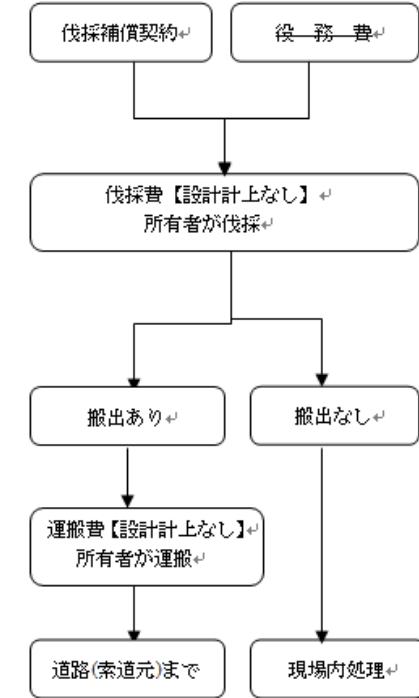 伐採補償契約↵
役　務　費↵
伐採費【設計計上なし】↵
所有者が伐採↵
搬出あり↵
搬出なし↵
運搬費【設計計上なし】↵
所有者が運搬↵
道路(索道元)まで
現場内処理↵